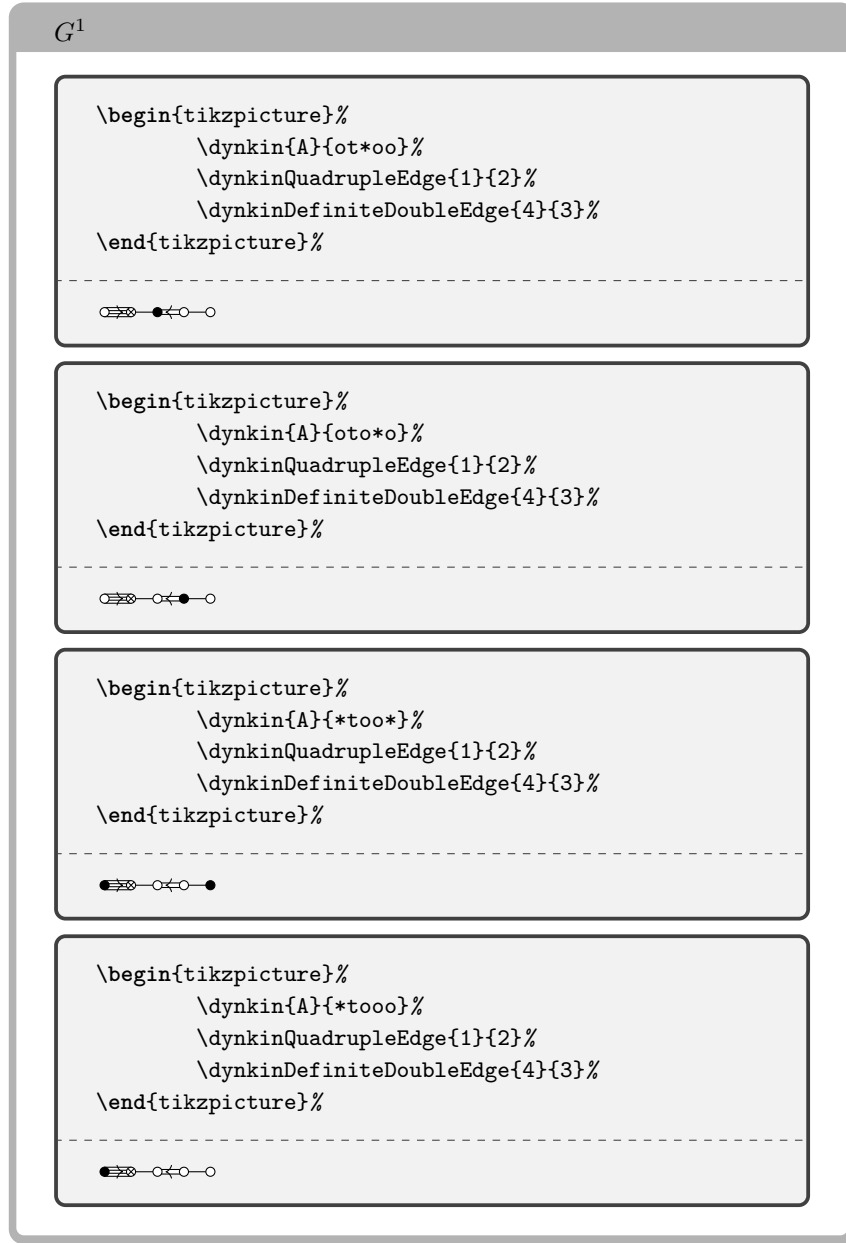 G^1
\begin{tikzpicture}%
\dynkin{A}{ot*oo}%
\dynkinQuadrupleEdge{1}{2}%
\dynkinDefiniteDoubleEdge{4}{3}%
\end{tikzpicture}%
\begin{tikzpicture}%
\dynkin{A}{oto*o}%
\dynkinQuadrupleEdge{1}{2}%
\dynkinDefiniteDoubleEdge{4}{3}%
\end{tikzpicture}%
\begin{tikzpicture}%
\dynkin{A}{*too*}%
\dynkinQuadrupleEdge{1}{2}%
\dynkinDefiniteDoubleEdge{4}{3}%
\end{tikzpicture}%
\begin{tikzpicture}%
\dynkin{A}{*tooo}%
\dynkinQuadrupleEdge{1}{2}%
\dynkinDefiniteDoubleEdge{4}{3}%
\end{tikzpicture}%